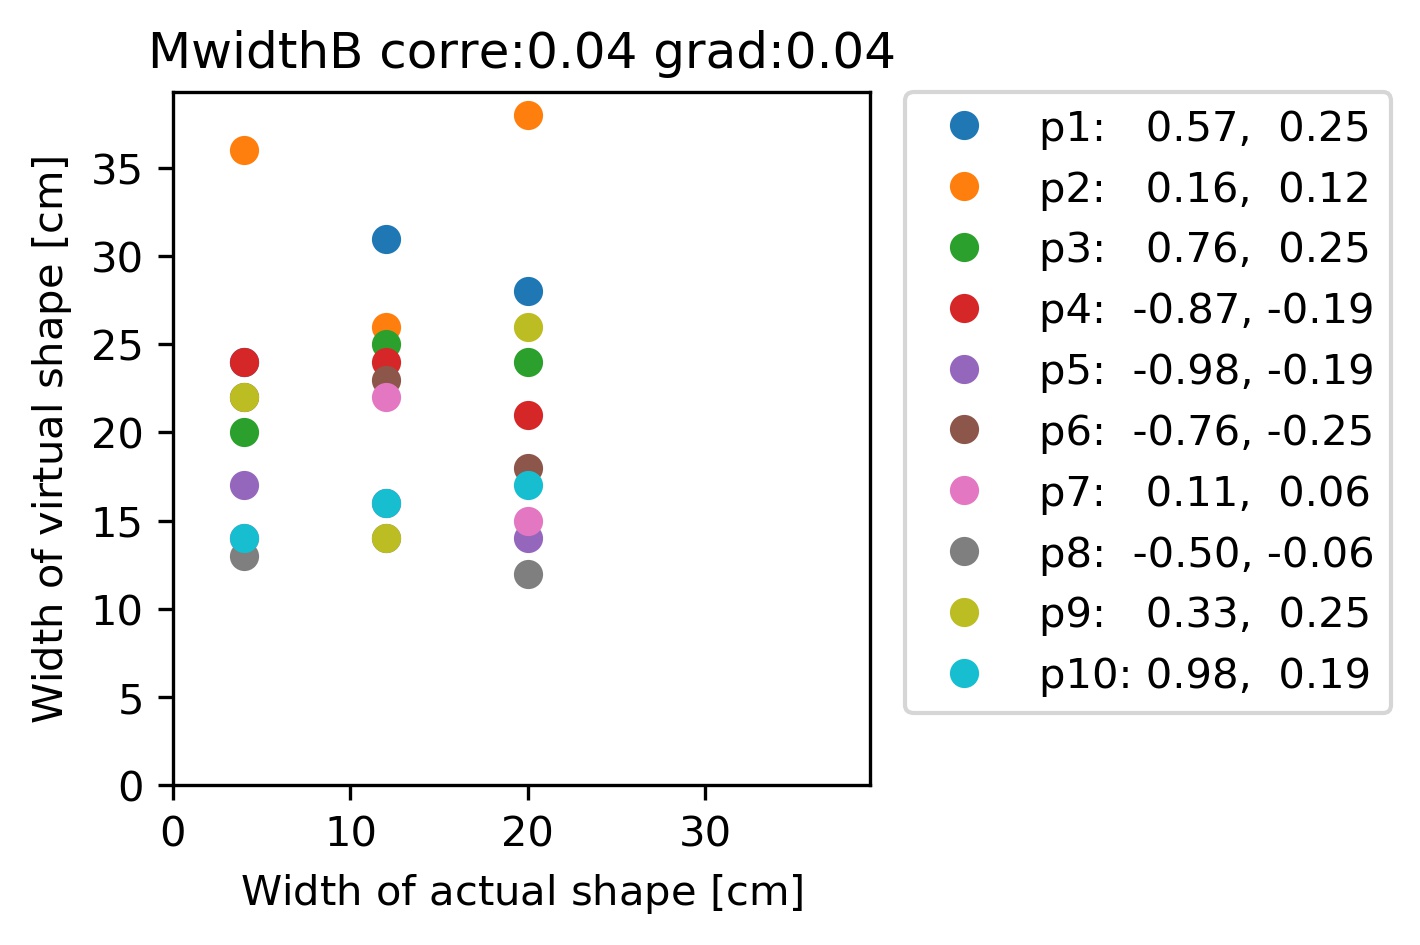 MwidthB corre:0.04 grad:0.04
Width of virtual shape [cm]
35
30
25
20
15
10
5
0
0 10 20 30
Width of actual shape [cm]
p1: 0.57, 0.25
p2: 0.16, 0.12
p3: 0.76, 0.25
p4: -0.87, -0.19
p5: -0.98, -0.19
p6: -0.76, -0.25
p7: 0.11, 0.06
p8: -0.50, -0.06
p9: 0.33, 0.25
p10: 0.98, 0.19